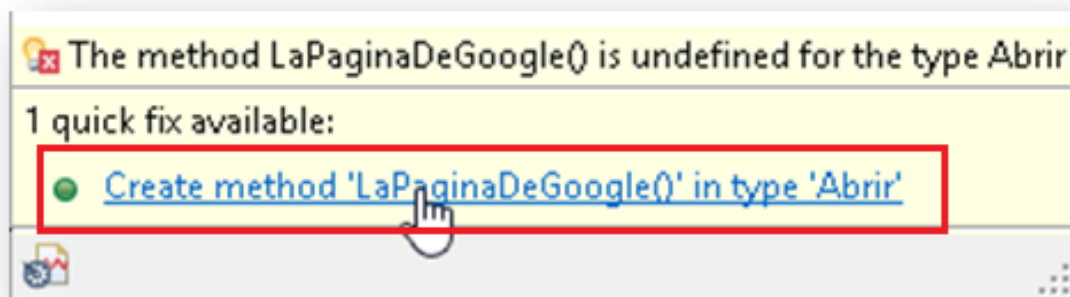 The method LaPaginaDeGoogle() is undefined for the type Abrir
1 quick fix available:
Create method 'LaPaginaDeGoogle()' in type 'Abrir'